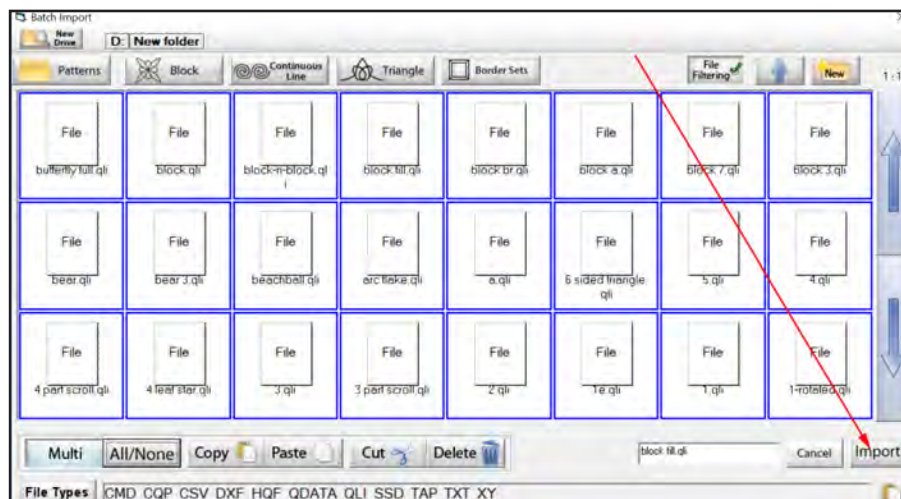 Batch Import
New Drive
D: New folder
Patterns
Block
Continuous Line
Triangle
Border Sets
File Filtering
New
1 - 1
File File File File File File File File
butterfly full.qli block.qli block-n-block.qli block fill.qli block br.qli block a.qli block 7.qli block 3.qli
File File File File File File File File
bear.qli bear 3.qli beachball.qli arc flake.qli a.qli 6 sided triangle.qli 5.qli 4.qli
File File File File File File File File
4 part scroll.qli 4 leaf star.qli 3.qli 3 part scroll.qli 2.qli 1e.qli 1.qli 1-rotated.qli
Multi All/None Copy Paste Cut Delete block fill.qli Cancel Import
File Types CMD CQP CSV DXF HQF QDATA QLI SSD TAP TXT XY